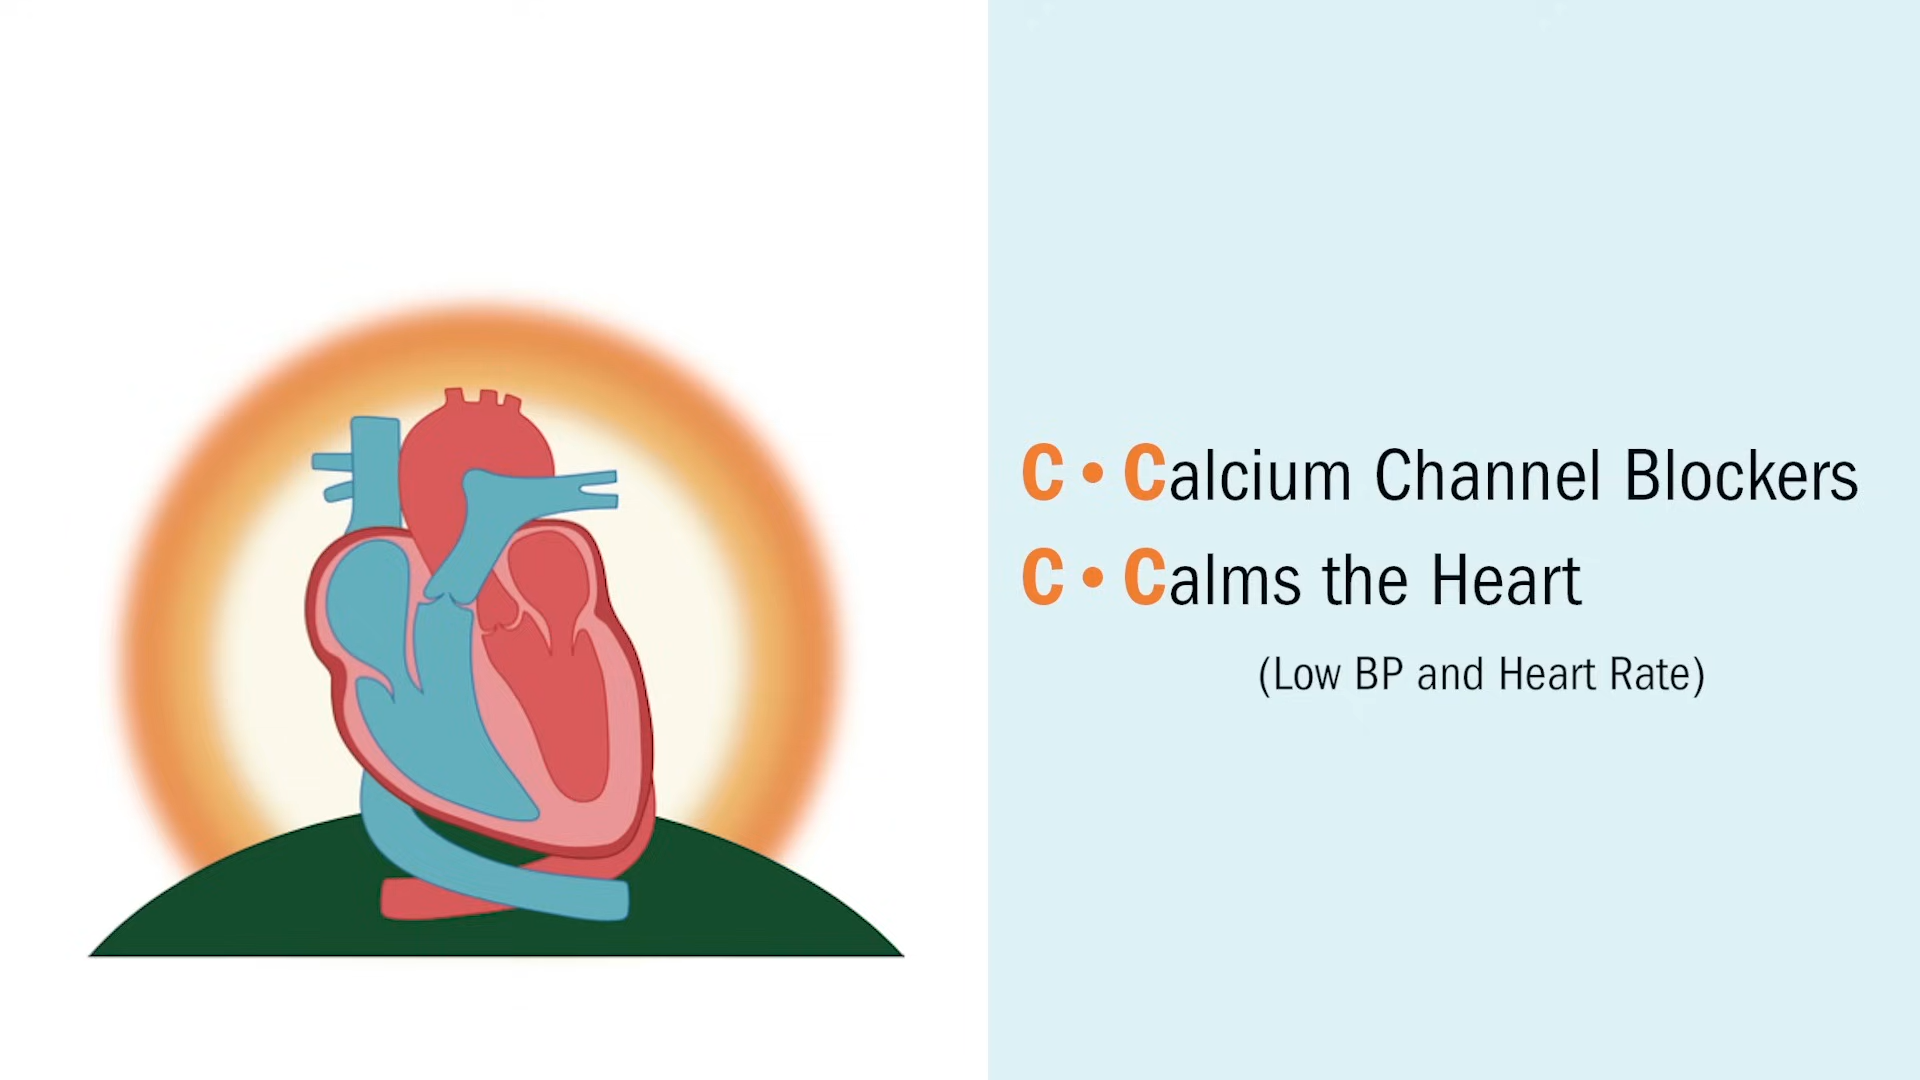 C • Calcium Channel Blockers
C • Calms the Heart
(Low BP and Heart Rate)